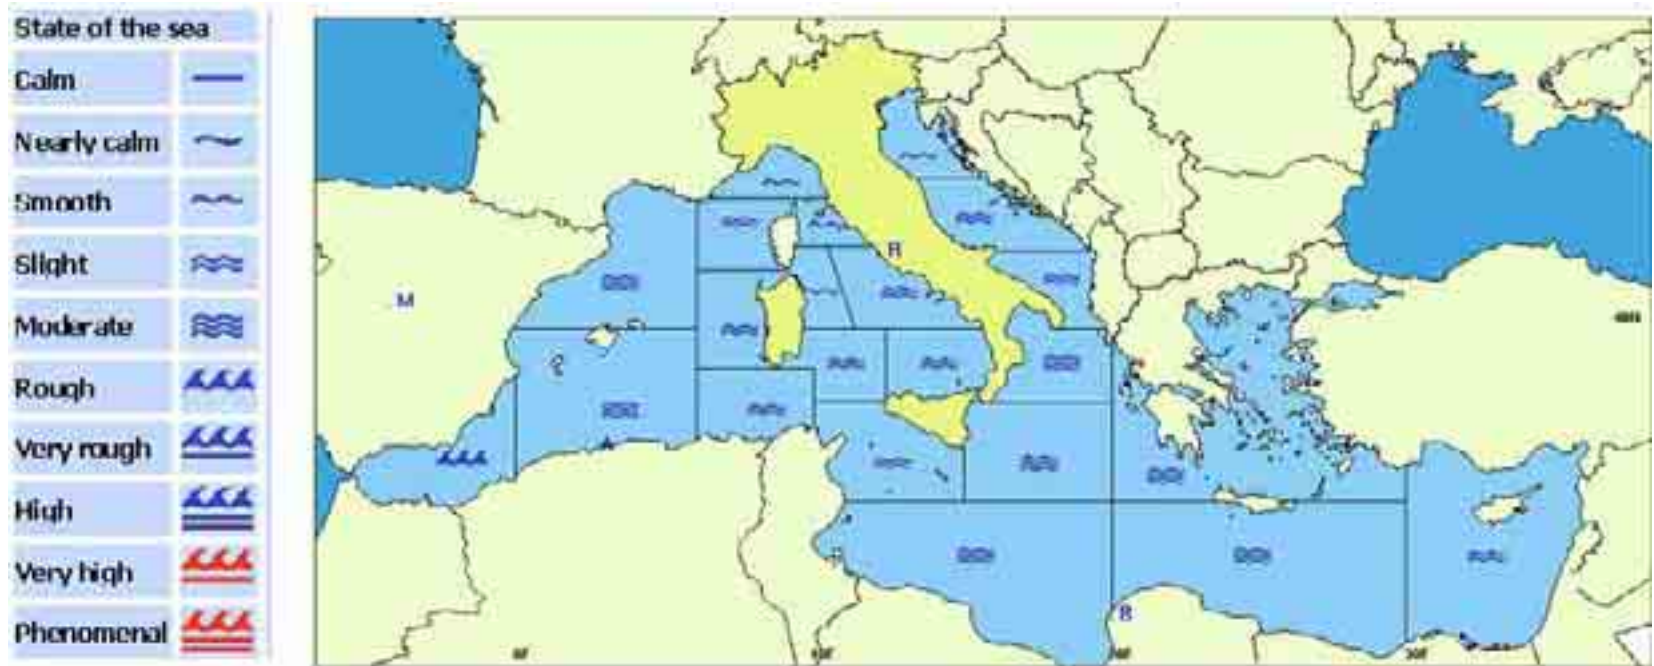 State of the sea
Calm
Nearly calm
Smooth
Slight
Moderate
Rough
Very rough
High
Very high
Phenomenal
M